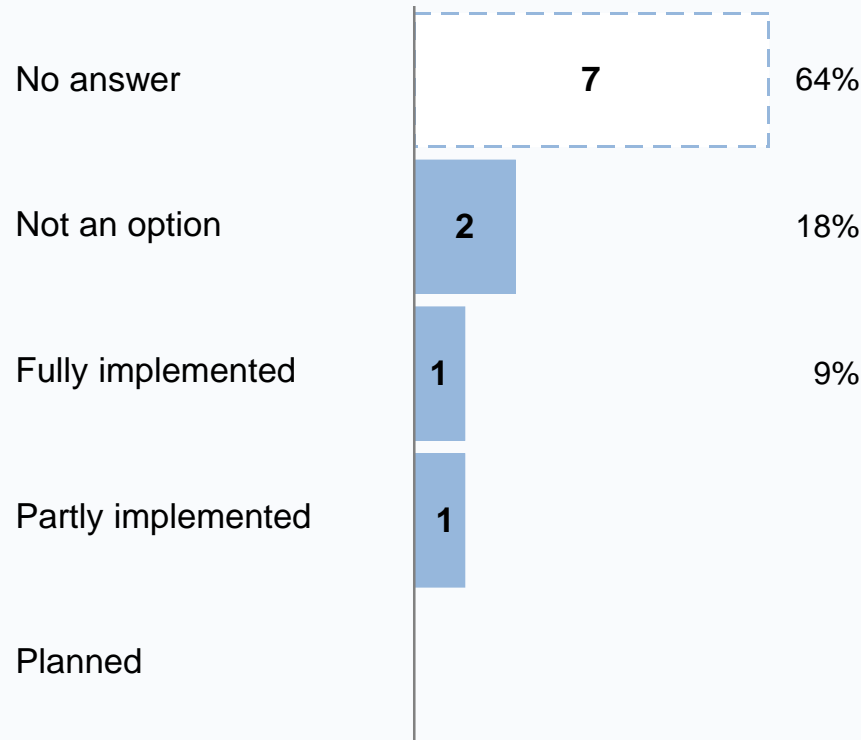 No answer 7 64%
Not an option 2 18%
Fully implemented 1 9%
Partly implemented 1
Planned